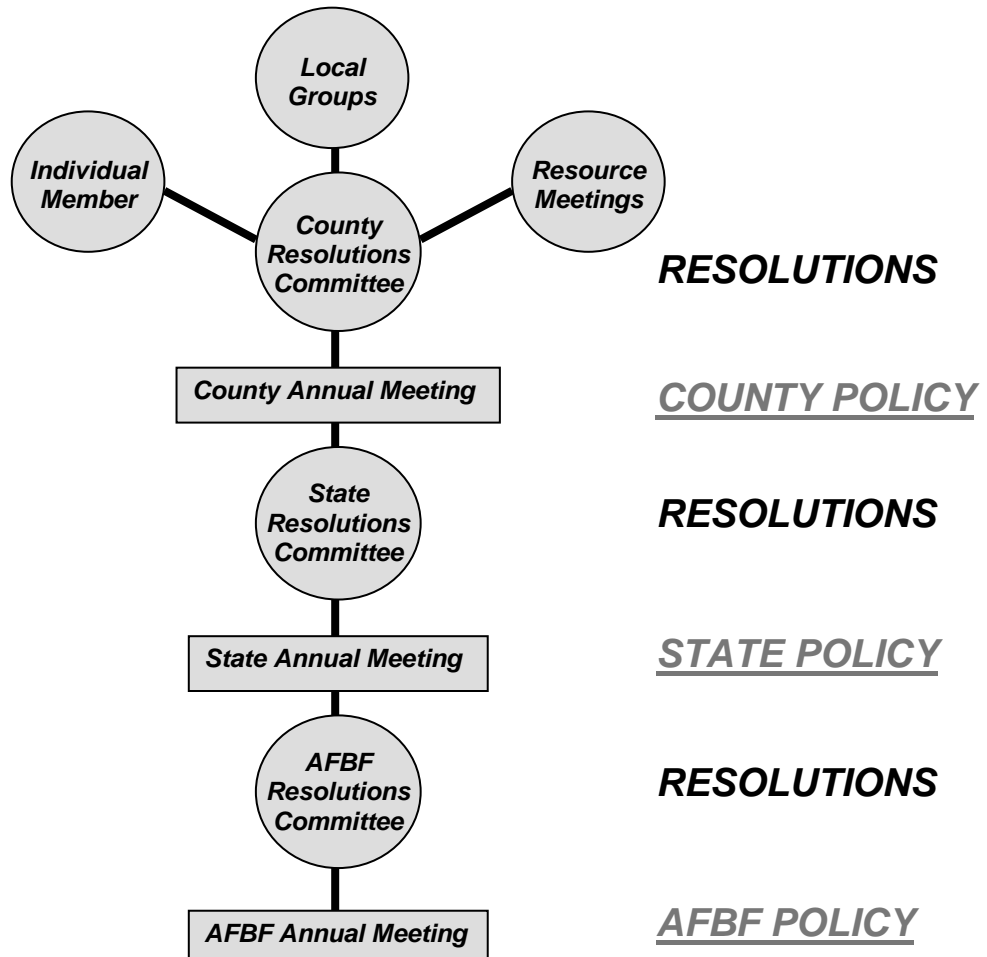 Local
Groups
Individual
Member
Resource
Meetings
County
Resolutions
Committee
RESOLUTIONS
County Annual Meeting
COUNTY POLICY
State
Resolutions
Committee
RESOLUTIONS
State Annual Meeting
STATE POLICY
AFBF
Resolutions
Committee
RESOLUTIONS
AFBF Annual Meeting
AFBF POLICY